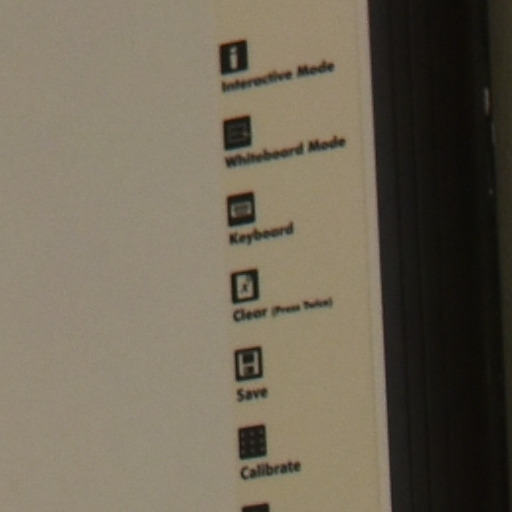 Interactive Mode
Whiteboard Mode
Keyboard
Clear (Press Twice)
Save
Calibrate